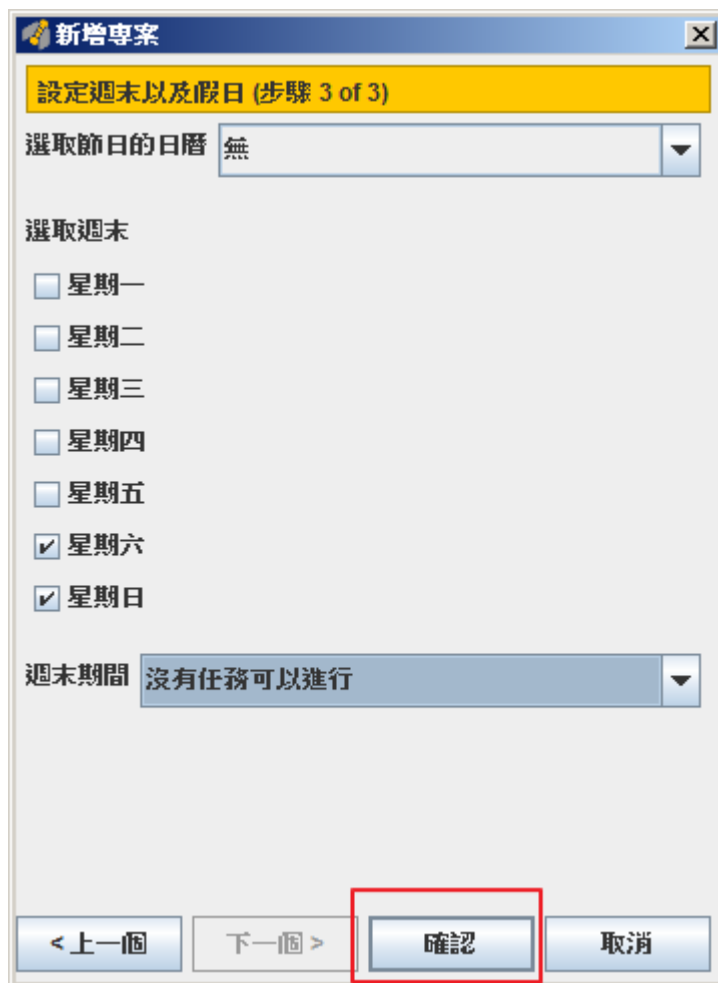 新增專案
設定週末以及假日 (步驟 3 of 3)
選取節日的日曆 無
選取週末
星期一
星期二
星期三
星期四
星期五
星期六
星期日
週末期間 沒有任務可以進行
<上一個 下一個> 確認 取消